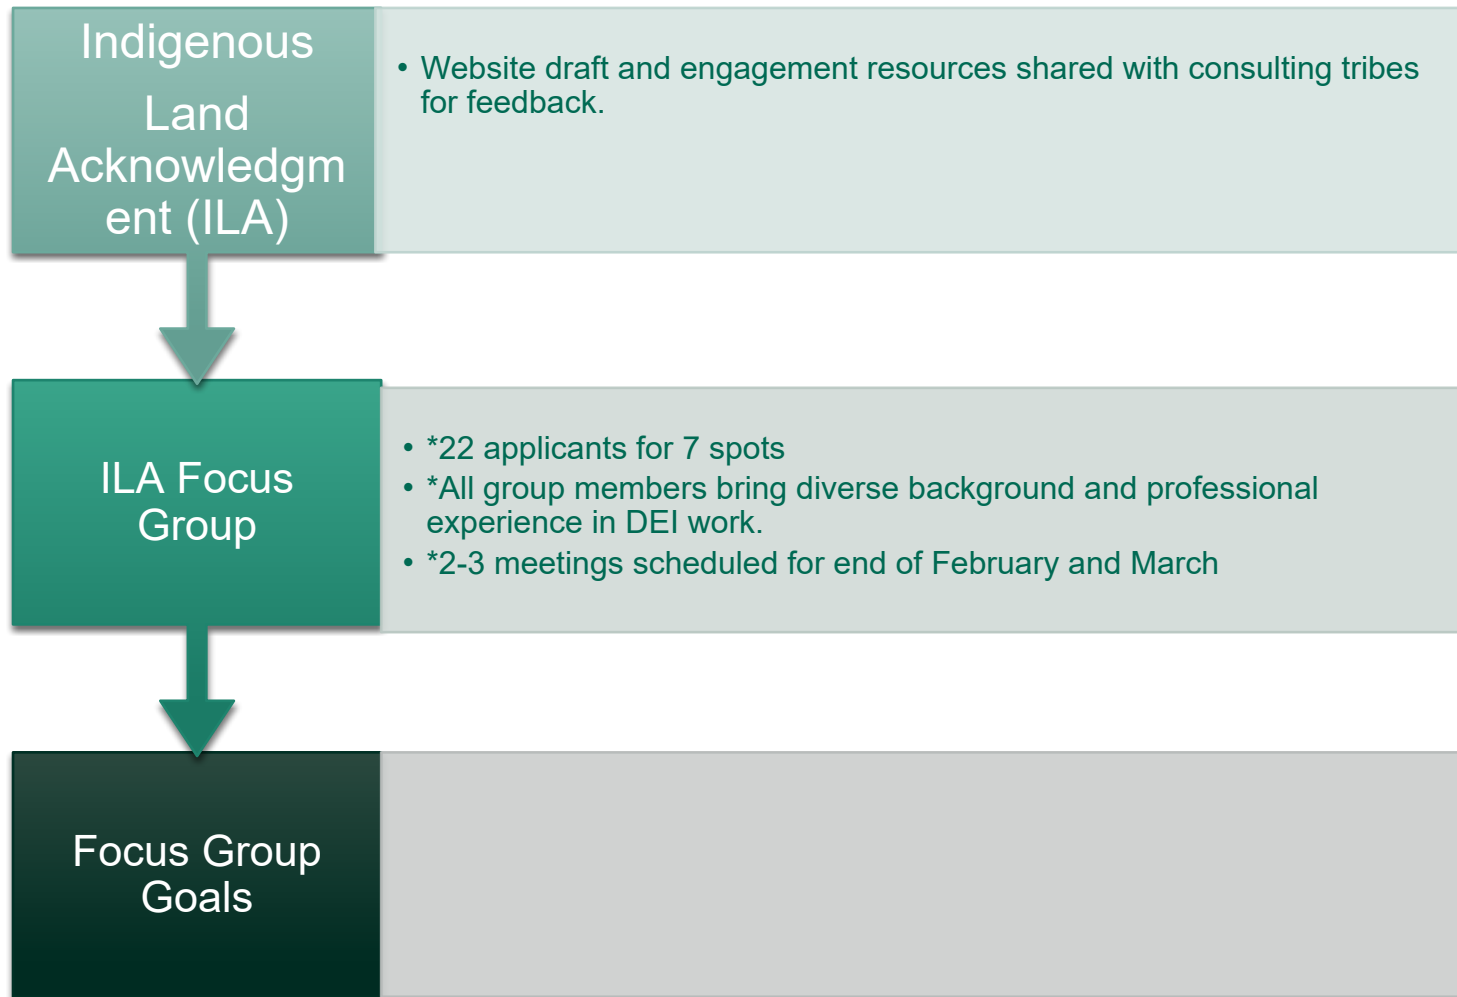 Indigenous
Land
Acknowledgm
ent (ILA)
• Website draft and engagement resources shared with consulting tribes
for feedback.
ILA Focus
Group
• *22 applicants for 7 spots
• *All group members bring diverse background and professional
experience in DEI work.
• *2-3 meetings scheduled for end of February and March
Focus Group
Goals